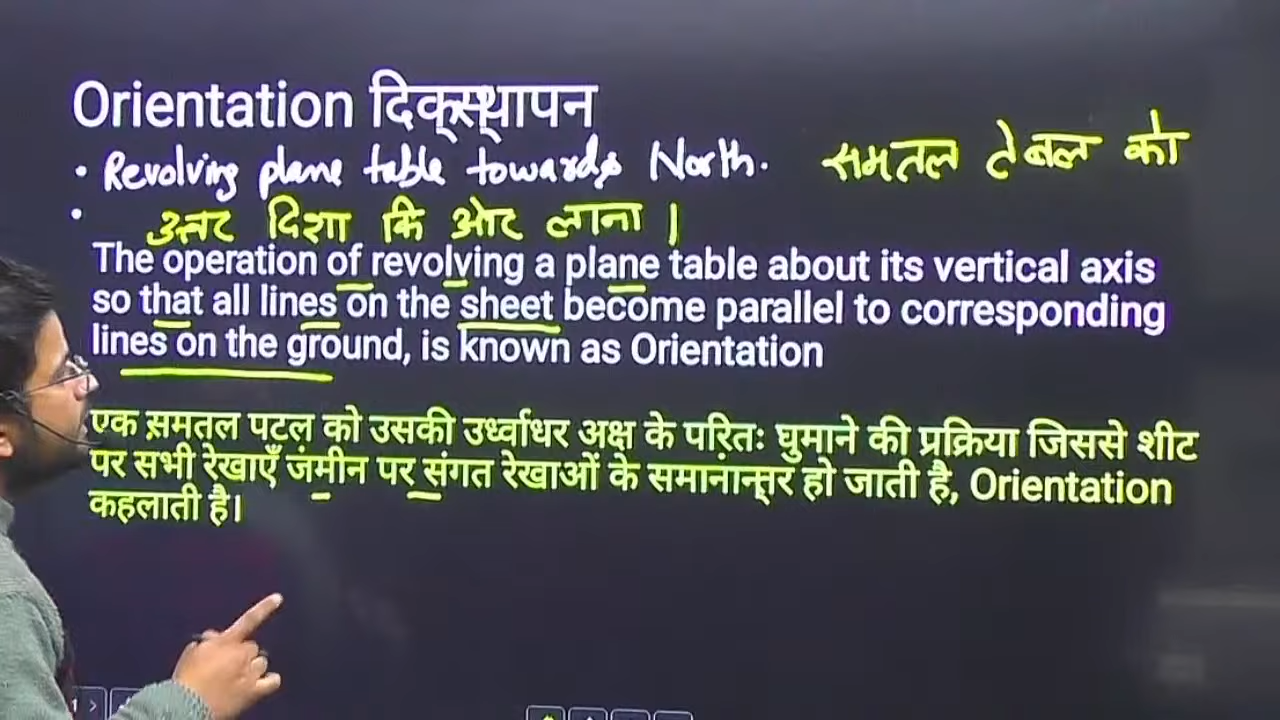 Orientation दिक्स्थापन
• Revolving plane table towards North. समतल टेबल को
• उत्तर दिशा कि ओर लाना।
The operation of revolving a plane table about its vertical axis
so that all lines on the sheet become parallel to corresponding
lines on the ground, is known as Orientation
एक समतल पटल को उसकी उर्ध्वाधर अक्ष के परितः घुमाने की प्रक्रिया जिससे शीट
पर सभी रेखाएँ जमीन पर संगत रेखाओं के समानान्तर हो जाती है, Orientation
कहलाती है।